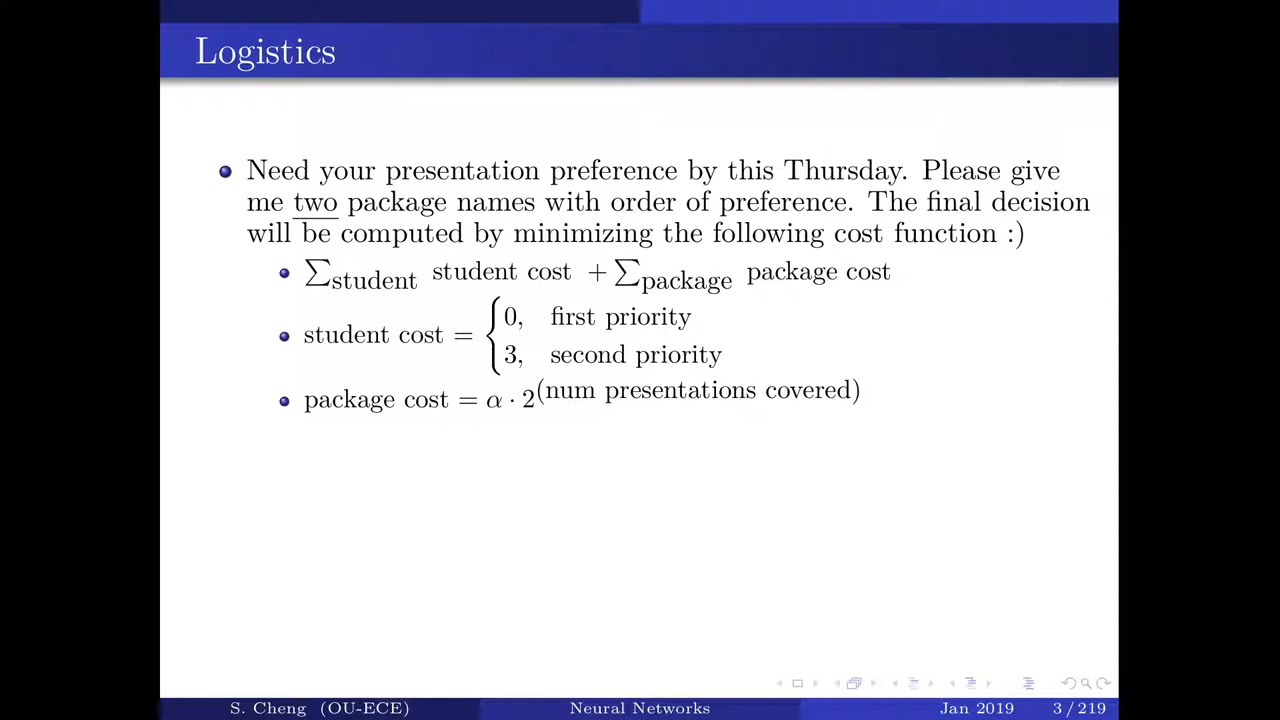 Logistics
Need your presentation preference by this Thursday. Please give
me two package names with order of preference. The final decision
will be computed by minimizing the following cost function :)
∑student student cost + ∑package package cost
student cost = { 0, first priority
3, second priority
package cost = α · 2^(num presentations covered)
S. Cheng (OU-ECE) Neural Networks Jan 2019 3 / 219